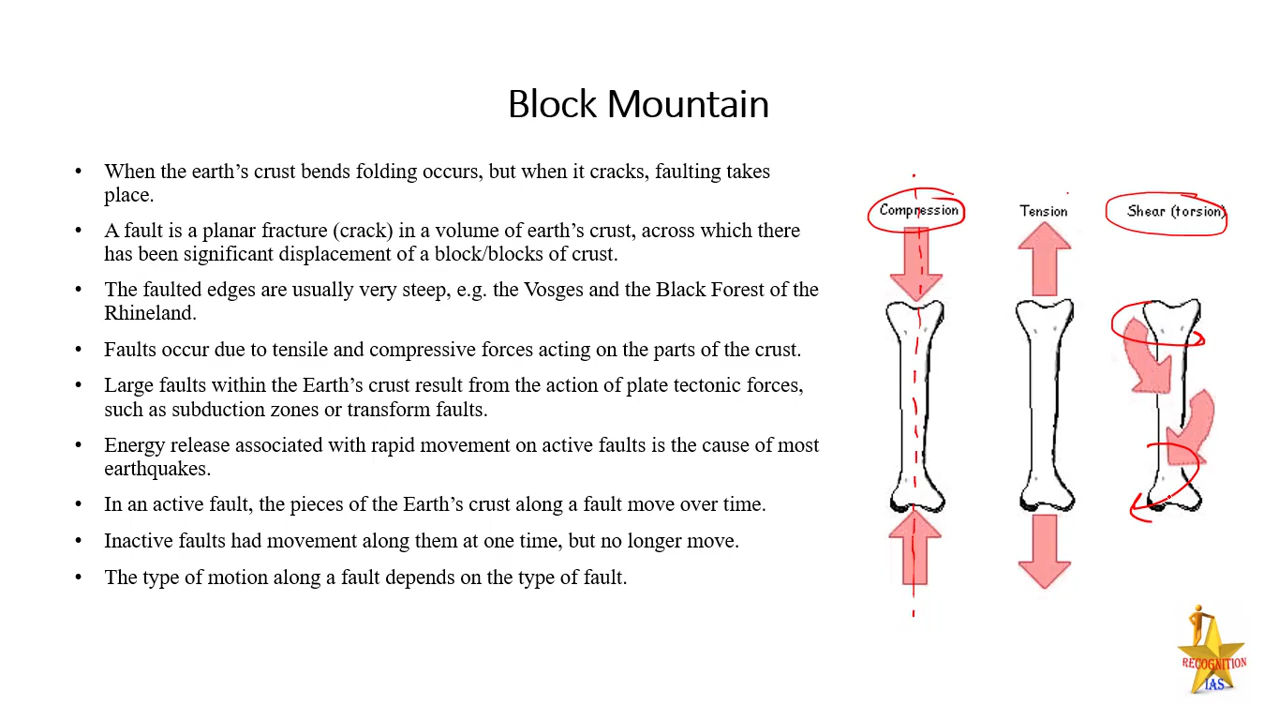 Block Mountain
• When the earth’s crust bends folding occurs, but when it cracks, faulting takes
place.
• A fault is a planar fracture (crack) in a volume of earth’s crust, across which there
has been significant displacement of a block/blocks of crust.
• The faulted edges are usually very steep, e.g. the Vosges and the Black Forest of the
Rhineland.
• Faults occur due to tensile and compressive forces acting on the parts of the crust.
• Large faults within the Earth’s crust result from the action of plate tectonic forces,
such as subduction zones or transform faults.
• Energy release associated with rapid movement on active faults is the cause of most
earthquakes.
• In an active fault, the pieces of the Earth’s crust along a fault move over time.
• Inactive faults had movement along them at one time, but no longer move.
• The type of motion along a fault depends on the type of fault.
Compression
Tension
Shear (torsion)
RECOGNITION
IAS